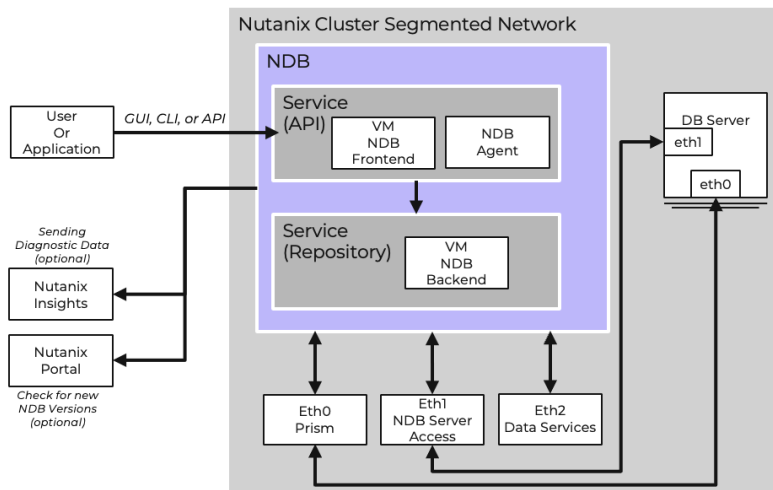 Nutanix Cluster Segmented Network
NDB
Service
(API)
VM
NDB
Frontend
NDB
Agent
User
Or
Application
GUI, CLI, or API
DB Server
eth1
eth0
Service
(Repository)
VM
NDB
Backend
Sending
Diagnostic Data
(optional)
Nutanix
Insights
Nutanix
Portal
Check for new
NDB Versions
(optional)
Eth0
Prism
Eth1
NDB Server
Access
Eth2
Data Services